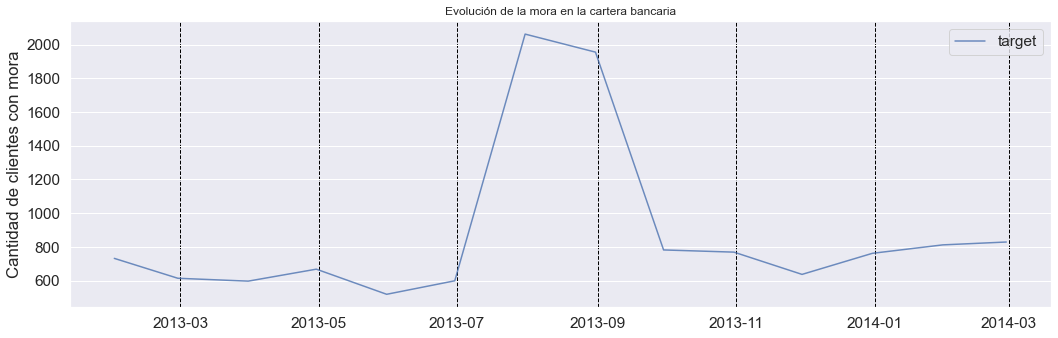 Evolución de la mora en la cartera bancaria
target
Cantidad de clientes con mora
2000
1800
1600
1400
1200
1000
800
600
2013-03 2013-05 2013-07 2013-09 2013-11 2014-01 2014-03